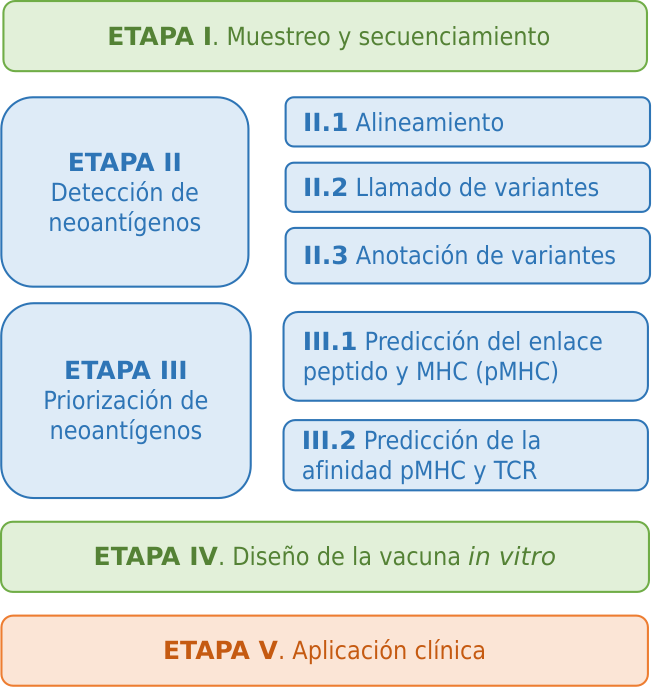 ETAPA I. Muestreo y secuenciamiento
ETAPA II
Detección de
neoantígenos
II.1 Alineamiento
II.2 Llamado de variantes
II.3 Anotación de variantes
ETAPA III
Priorización de
neoantígenos
III.1 Predicción del enlace
peptido y MHC (pMHC)
III.2 Predicción de la
afinidad pMHC y TCR
ETAPA IV. Diseño de la vacuna in vitro
ETAPA V. Aplicación clínica